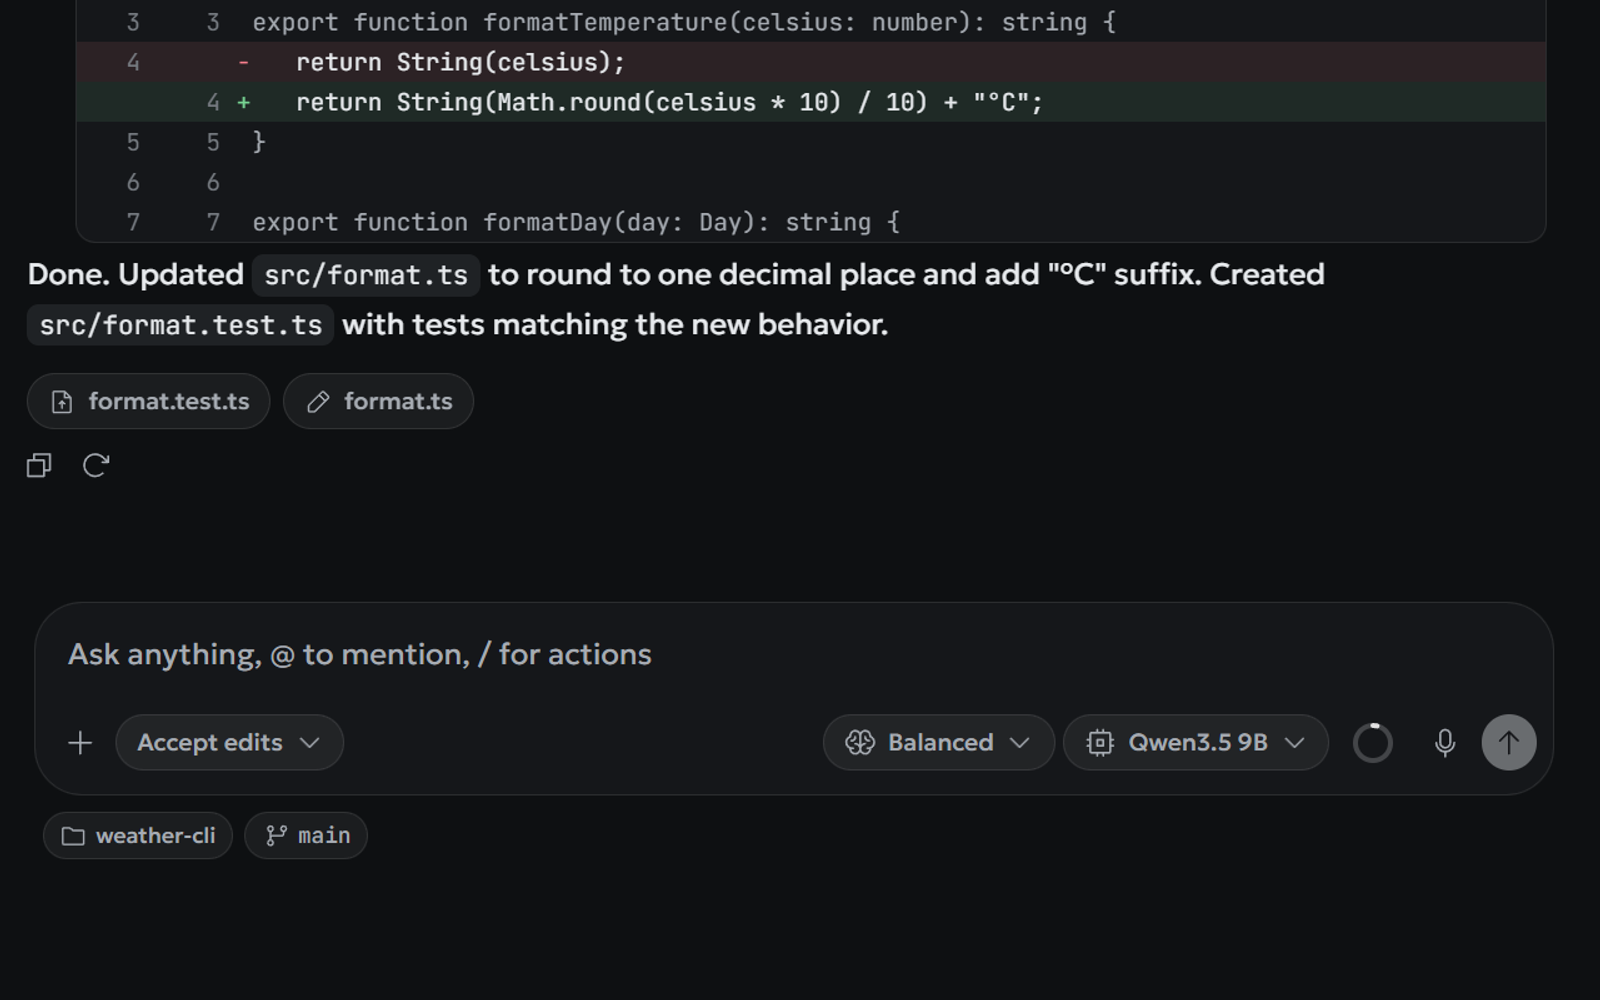 3 3 export function formatTemperature(celsius: number): string {
4 - return String(celsius);
4 + return String(Math.round(celsius * 10) / 10) + "°C";
5 5 }
6 6
7 7 export function formatDay(day: Day): string {
Done. Updated src/format.ts to round to one decimal place and add "°C" suffix. Created
src/format.test.ts with tests matching the new behavior.
format.test.ts format.ts
Ask anything, @ to mention, / for actions
Accept edits Balanced Qwen3.5 9B
weather-cli main